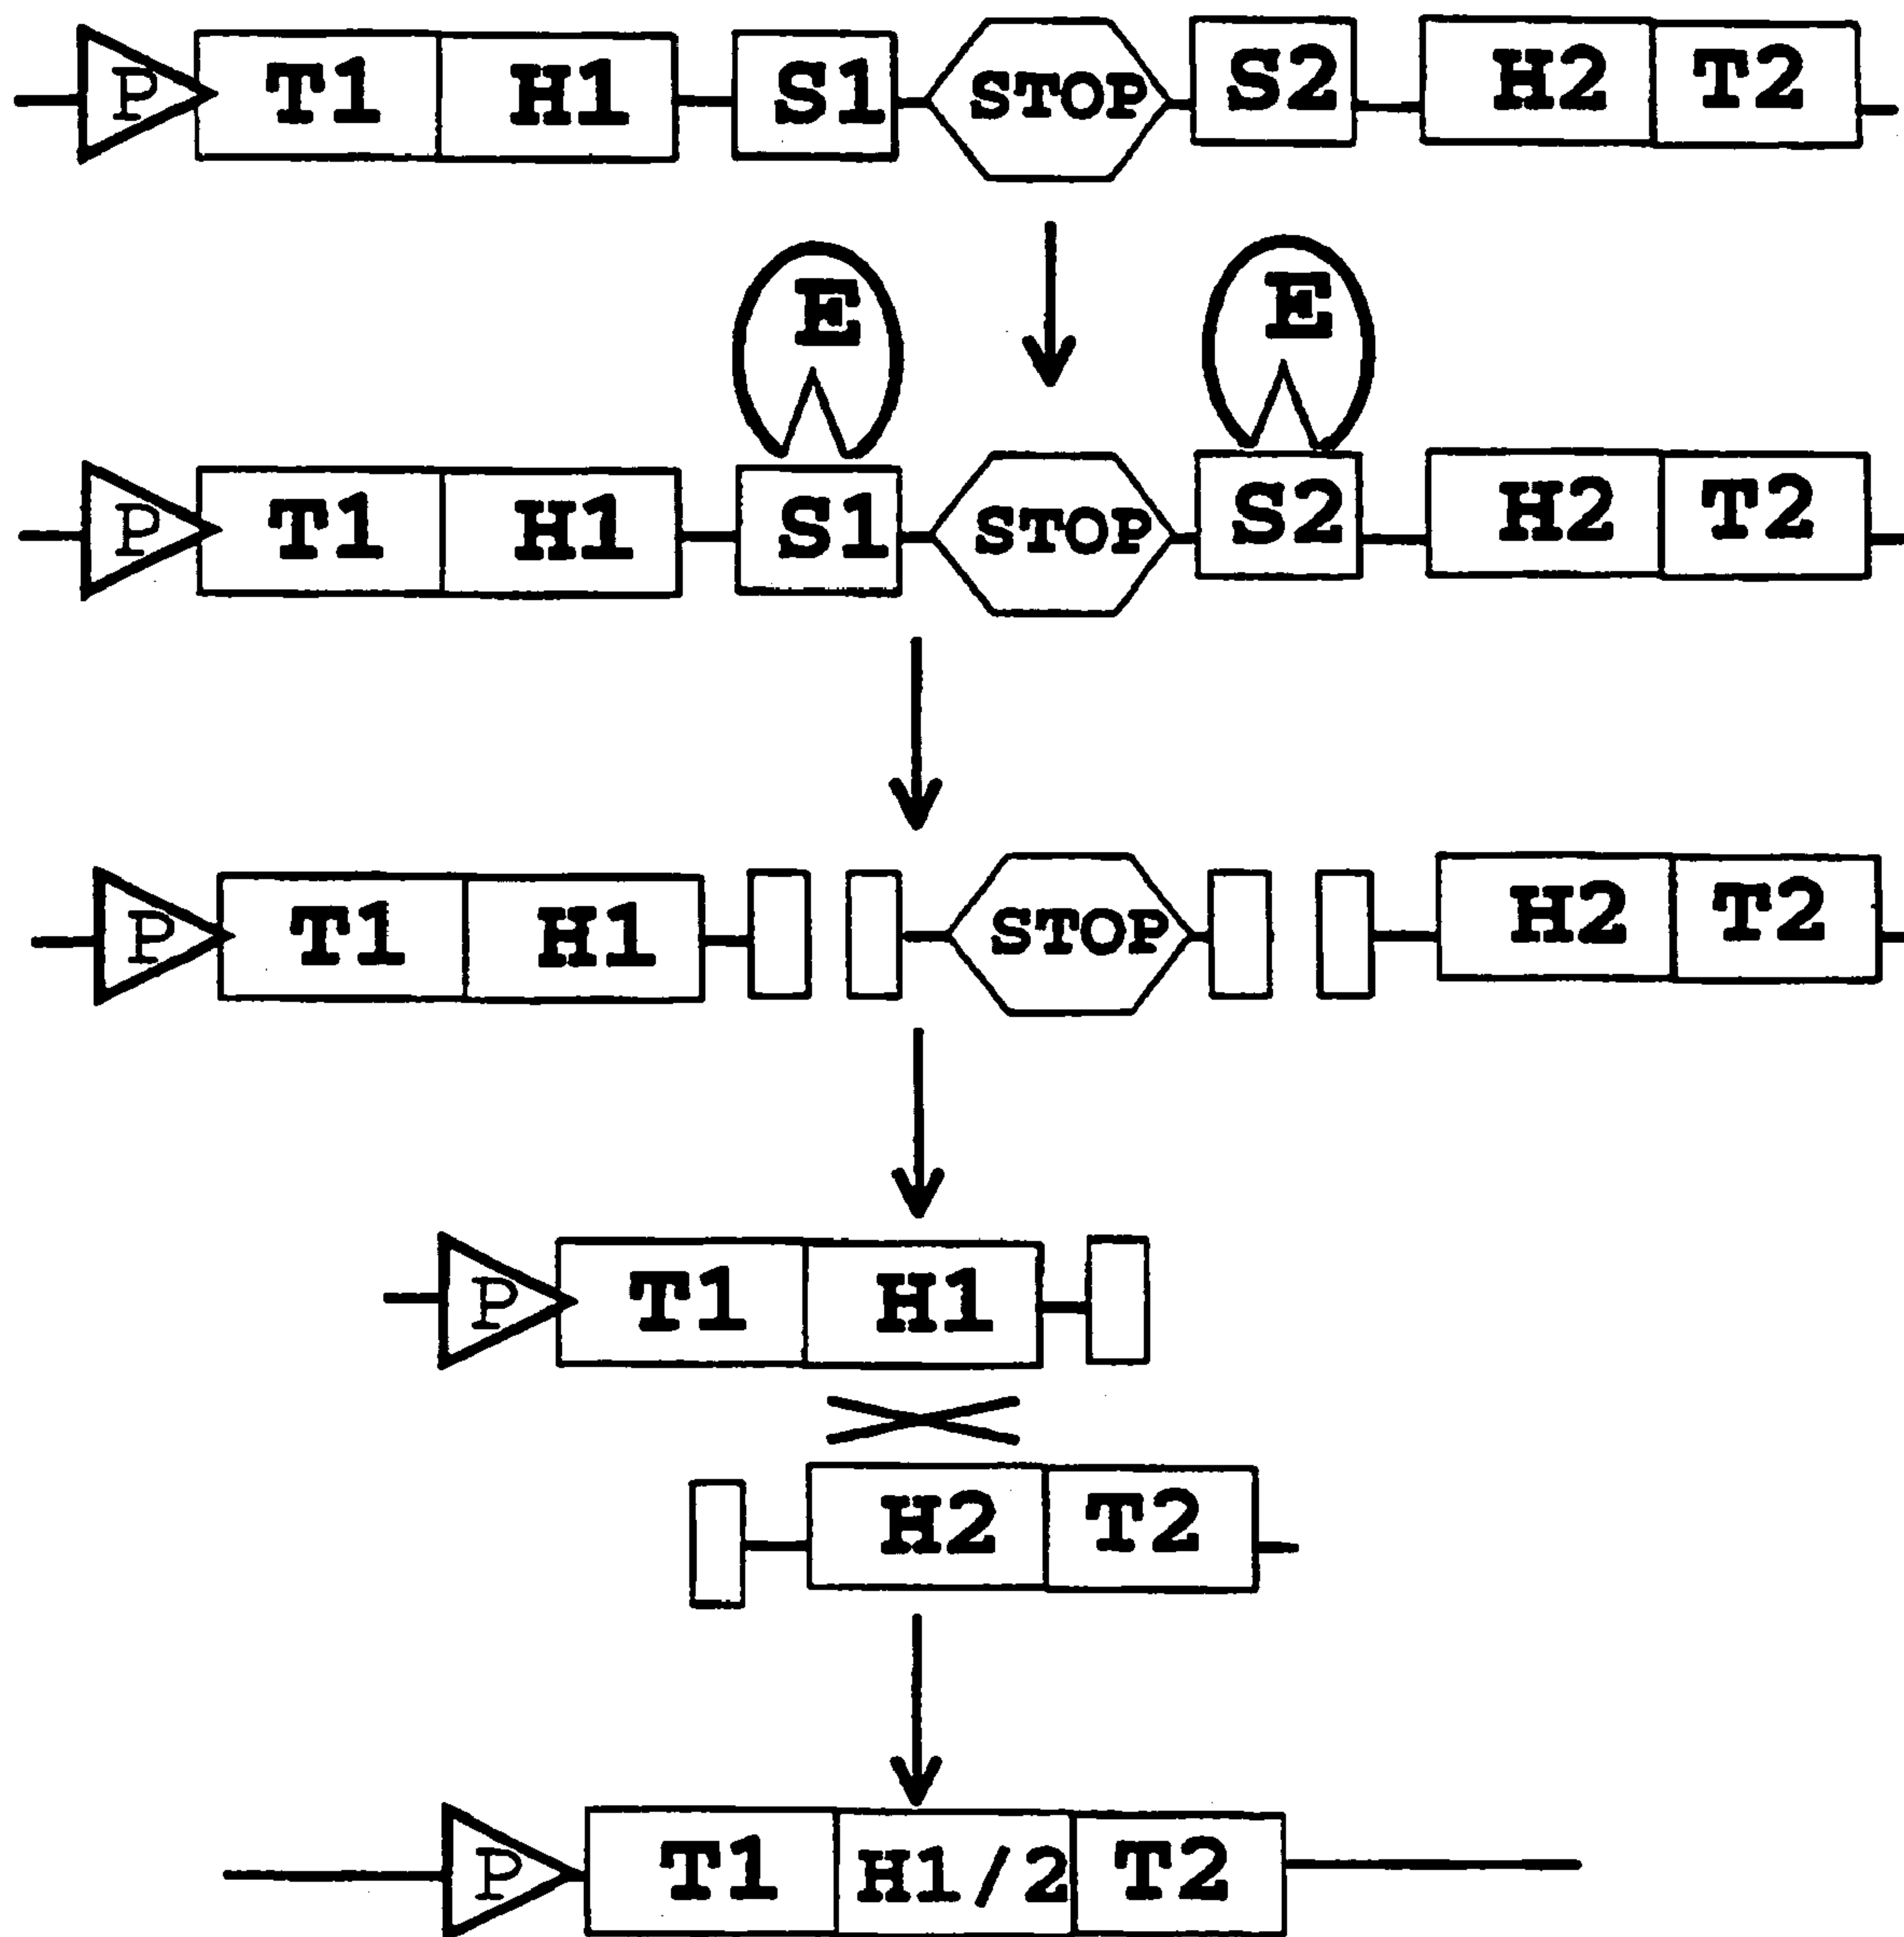 P T1 H1 S1 STOP S2 H2 T2
E E
P T1 H1 S1 STOP S2 H2 T2
P T1 H1 STOP H2 T2
P T1 H1
H2 T2
P T1 H1/2 T2